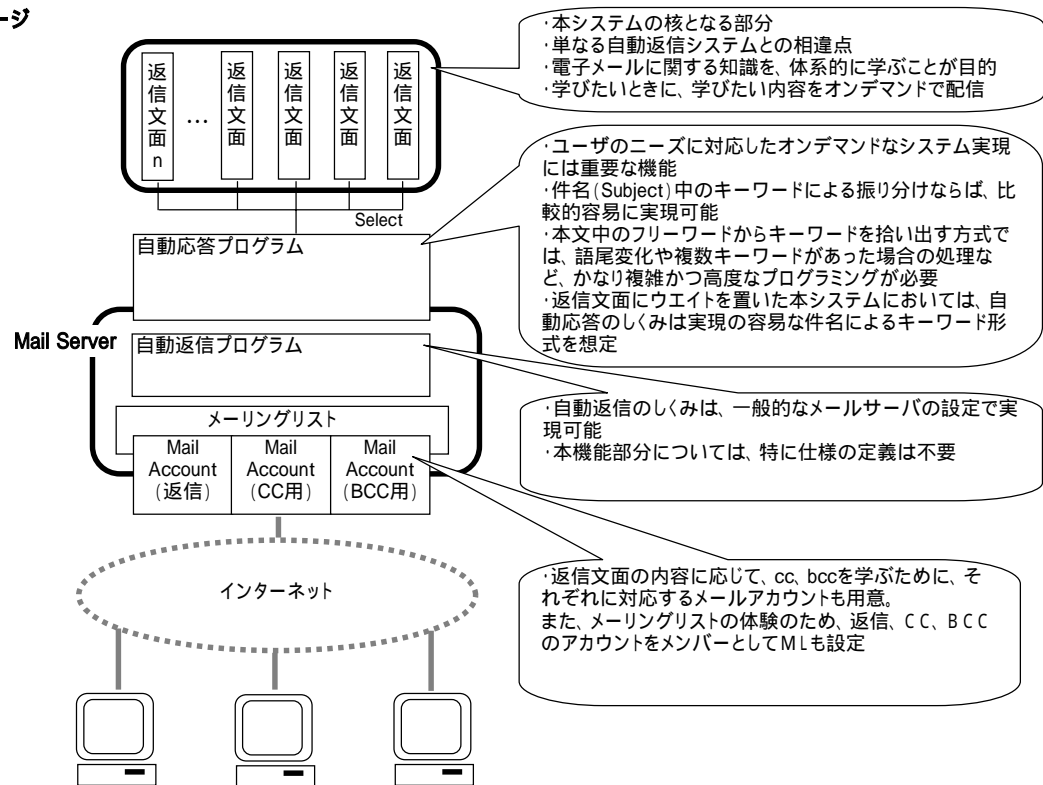 ージ
返信文面n
…
返信文面
返信文面
返信文面
返信文面
Select
自動応答プログラム
Mail Server
自動返信プログラム
メーリングリスト
Mail
Account
(返信)
Mail
Account
(CC用)
Mail
Account
(BCC用)
インターネット
・本システムの核となる部分
・単なる自動返信システムとの相違点
・電子メールに関する知識を、体系的に学ぶことが目的
・学びたいときに、学びたい内容をオンデマンドで配信
・ユーザのニーズに対応したオンデマンドなシステム実現
には重要な機能
・件名(Subject)中のキーワードによる振り分けならば、比
較的容易に実現可能
・本文中のフリーワードからキーワードを拾い出す方式で
は、語尾変化や複数キーワードがあった場合の処理な
ど、かなり複雑かつ高度なプログラミングが必要
・返信文面にウエイトを置いた本システムにおいては、自
動応答のしくみは実現の容易な件名によるキーワード形
式を想定
・自動返信のしくみは、一般的なメールサーバの設定で実
現可能
・本機能部分については、特に仕様の定義は不要
・返信文面の内容に応じて、cc、bccを学ぶために、そ
れぞれに対応するメールアカウントも用意。
また、メーリングリストの体験のため、返信、CC、BCC
のアカウントをメンバーとしてMLも設定